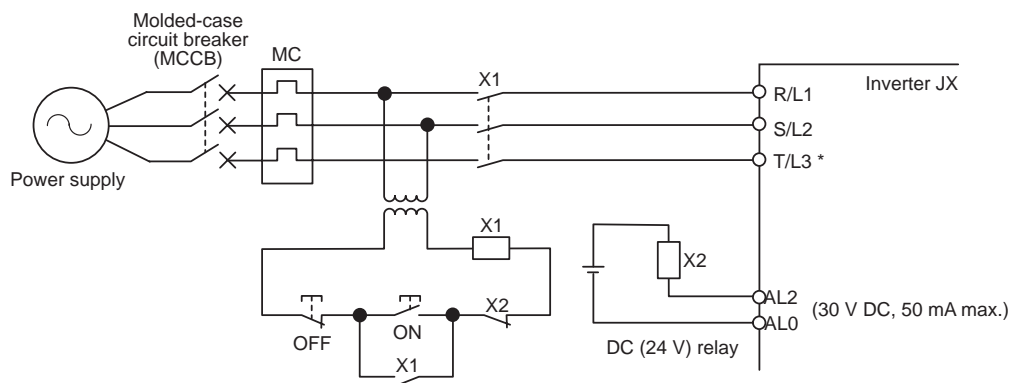 Molded-case
circuit breaker
(MCCB)
MC
X1
Inverter JX
R/L1
S/L2
T/L3 *
Power supply
X1
X2
X2
AL2
(30 V DC, 50 mA max.)
AL0
OFF
ON
DC (24 V) relay
X1